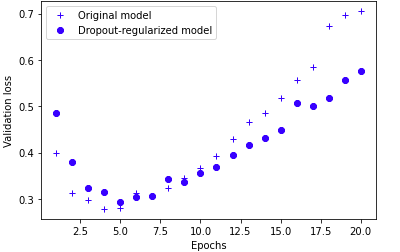 Original model
Dropout-regularized model
0.7
0.6
0.5
0.4
0.3
Validation loss
2.5 5.0 7.5 10.0 12.5 15.0 17.5 20.0
Epochs